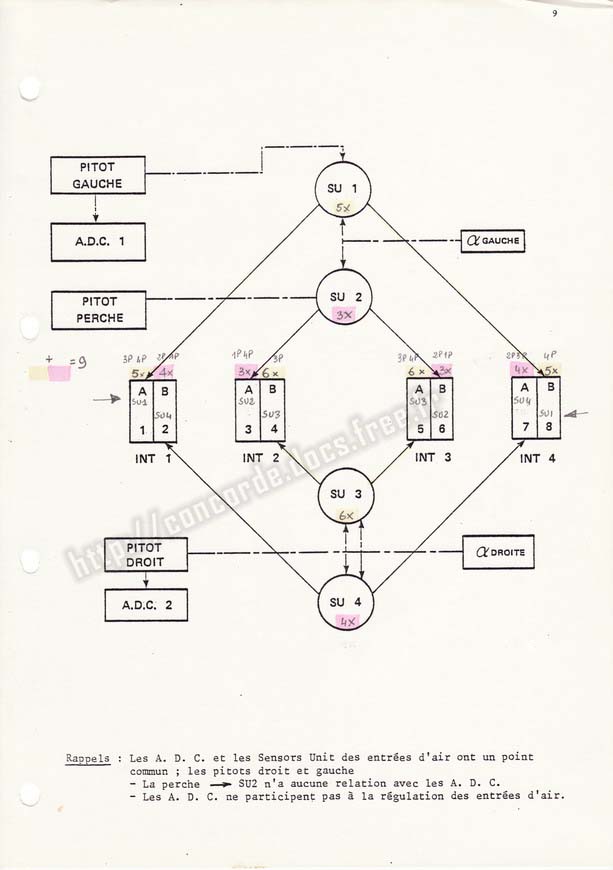 9
PITOT
GAUCHE
SU 1
5x
A.D.C. 1
α GAUCHE
PITOT
PERCHE
SU 2
3x
+ =9
3P 4P
1P 4P
3P
3P 4P
2P 1P
2P 3P
4P
5x 4x
3x 6x
6x 3x
4x 5x
A B
A B
A B
A B
SU1
SU4
SU2
SU3
SU3
SU2
SU4
SU1
1 2
3 4
5 6
7 8
INT 1
INT 2
INT 3
INT 4
SU 3
6x
http://concorde.docs.free.fr
PITOT
DROIT
α DROITE
A.D.C. 2
SU 4
4x
Rappels : Les A. D. C. et les Sensors Unit des entrées d'air ont un point
commun ; les pitots droit et gauche
- La perche → SU2 n'a aucune relation avec les A. D. C.
- Les A. D. C. ne participent pas à la régulation des entrées d'air.